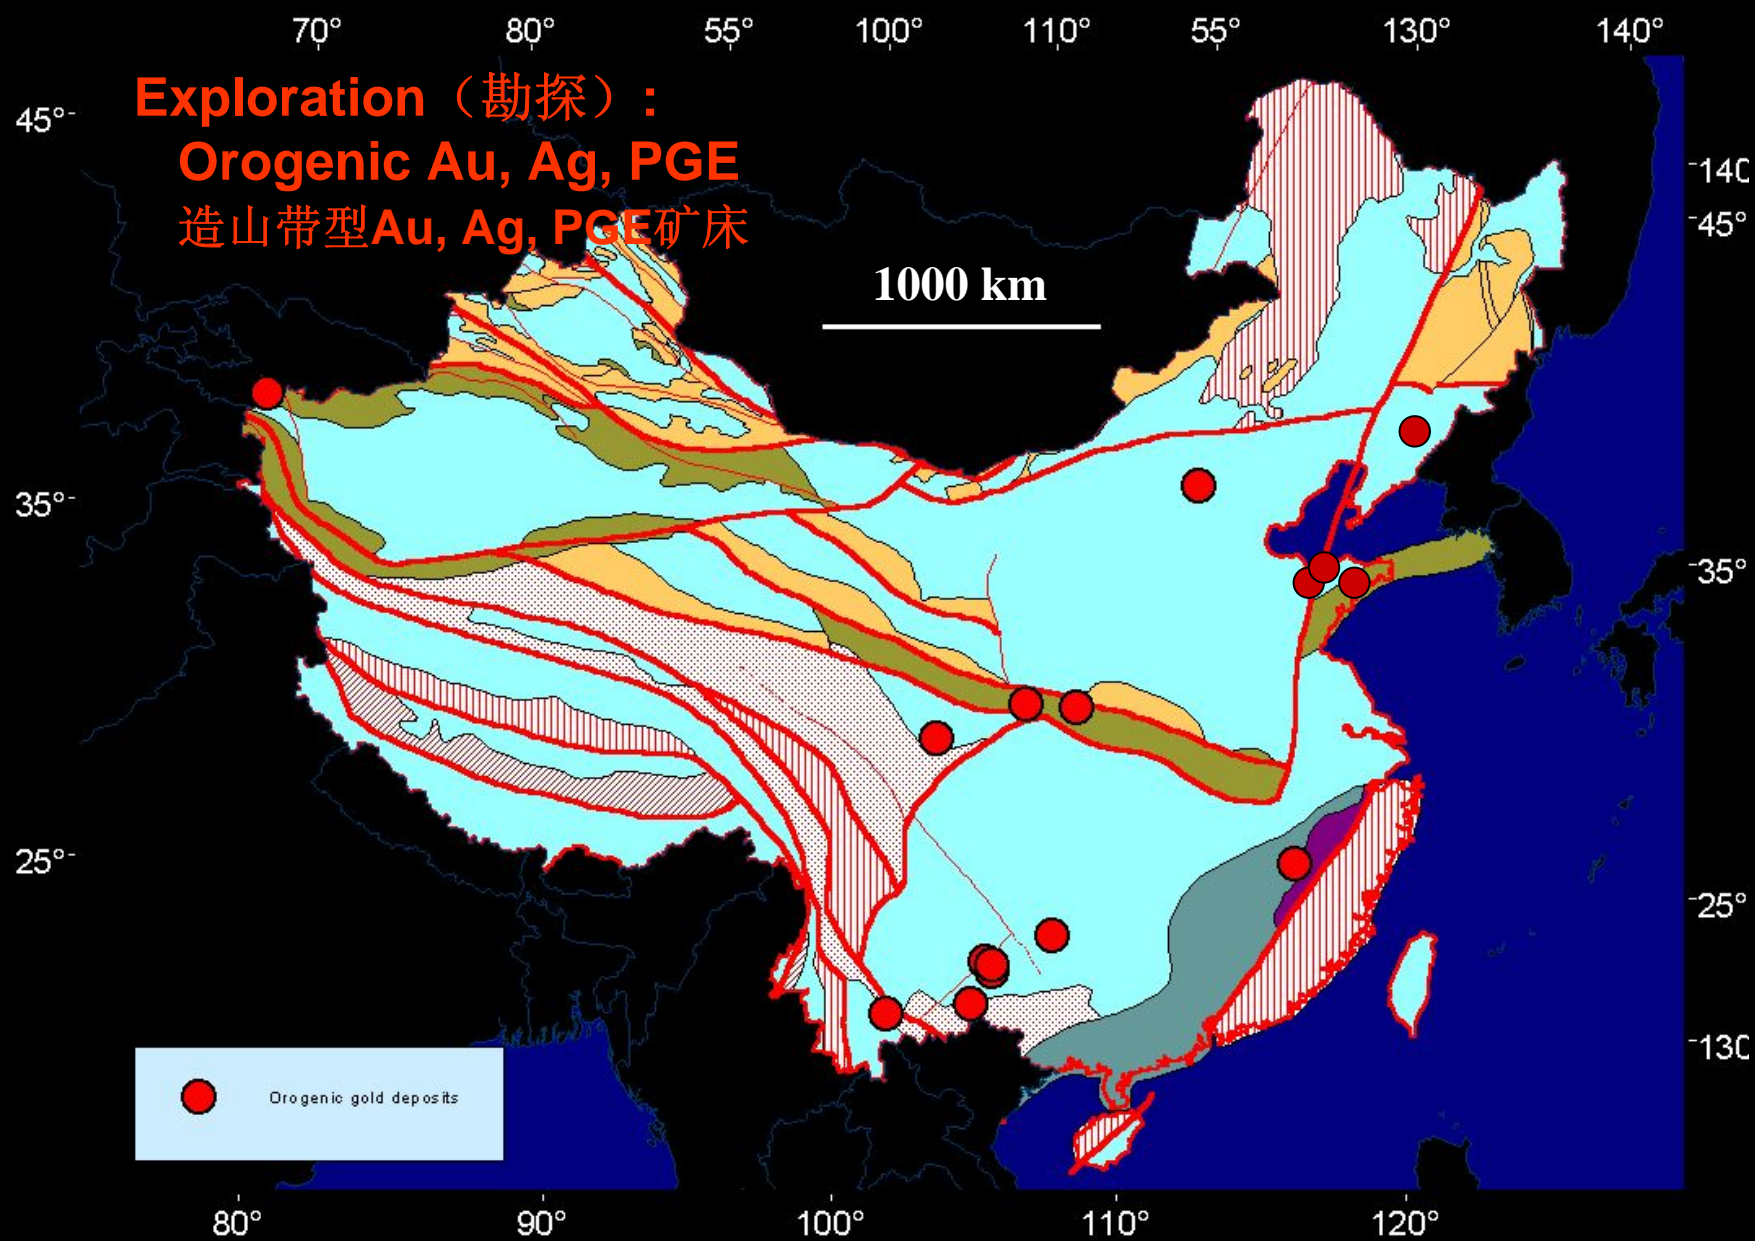 70° 80° 55° 100° 110° 55° 130° 140°
Exploration（勘探）:
Orogenic Au, Ag, PGE
造山带型Au, Ag, PGE矿床
45°
140
45°
1000 km
35°
35°
25°
25°
130
Orogenic gold deposits
80° 90° 100° 110° 120°